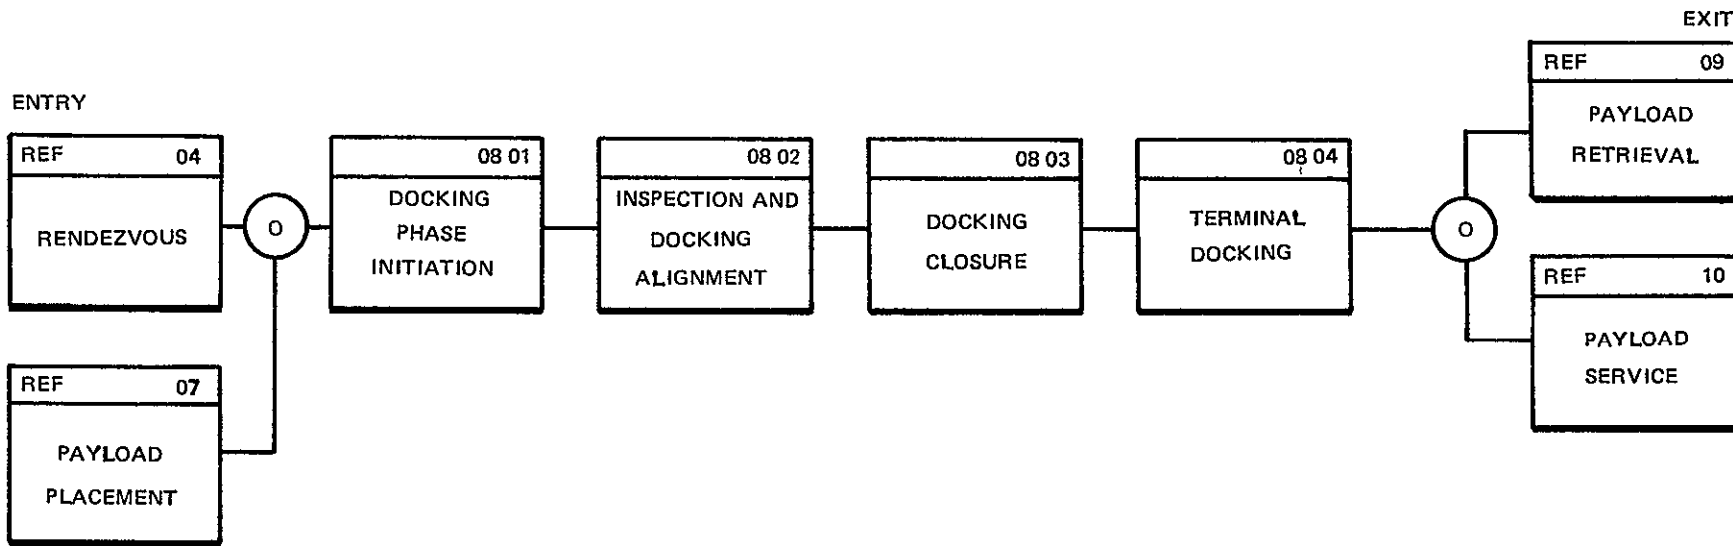 ENTRY
REF 04
RENDEZVOUS
REF 07
PAYLOAD
PLACEMENT
O
08 01
DOCKING
PHASE
INITIATION
08 02
INSPECTION AND
DOCKING
ALIGNMENT
08 03
DOCKING
CLOSURE
08 04
TERMINAL
DOCKING
O
EXIT
REF 09
PAYLOAD
RETRIEVAL
REF 10
PAYLOAD
SERVICE